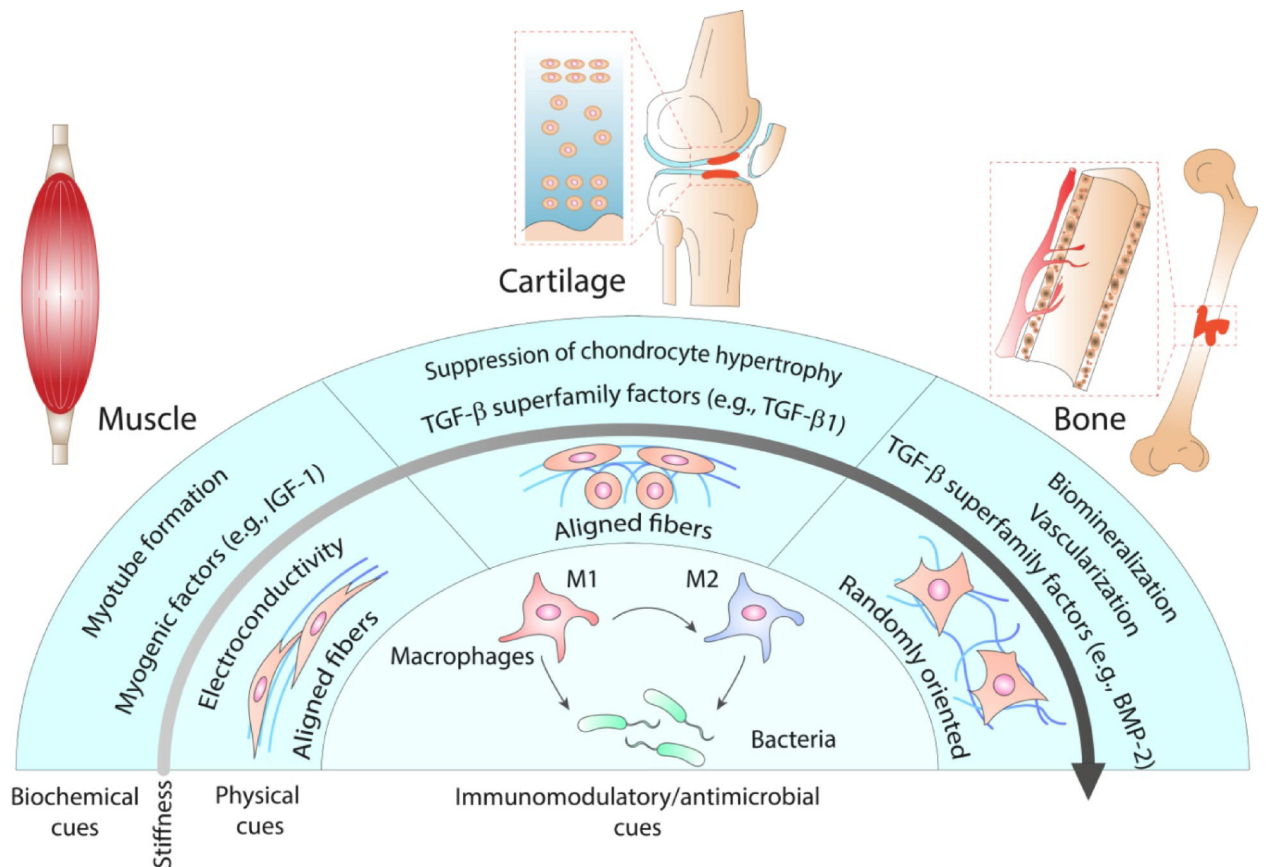 Cartilage
Muscle
Bone
Suppression of chondrocyte hypertrophy
TGF-β superfamily factors (e.g., TGF-β1)
Myotube formation
Myogenic factors (e.g., IGF-1)
Electroconductivity
Aligned fibers
Aligned fibers
Biomineralization
Vascularization
TGF-β superfamily factors (e.g., BMP-2)
Randomly oriented
M1
M2
Macrophages
Bacteria
Biochemical
cues
Stiffness
Physical
cues
Immunomodulatory/antimicrobial
cues